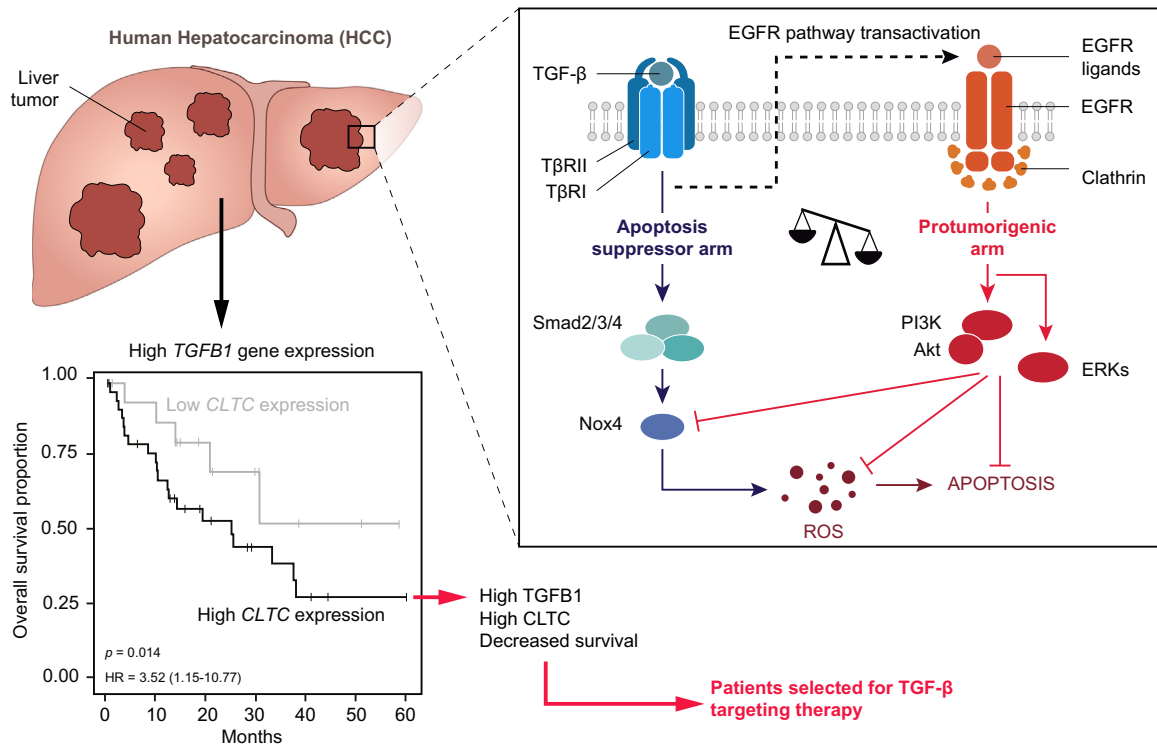 Human Hepatocarcinoma (HCC)
Liver
tumor
High TGFB1 gene expression
1.00
0.75
0.50
0.25
0.00
Overall survival proportion
Low CLTC expression
High CLTC expression
p = 0.014
HR = 3.52 (1.15-10.77)
0 10 20 30 40 50 60
Months
High TGFB1
High CLTC
Decreased survival
Patients selected for TGF-β
targeting therapy
EGFR pathway transactivation
TGF-β
TβRII
TβRI
EGFR
ligands
EGFR
Clathrin
Apoptosis
suppressor arm
Protumorigenic
arm
Smad2/3/4
PI3K
Akt
ERKs
Nox4
ROS
APOPTOSIS